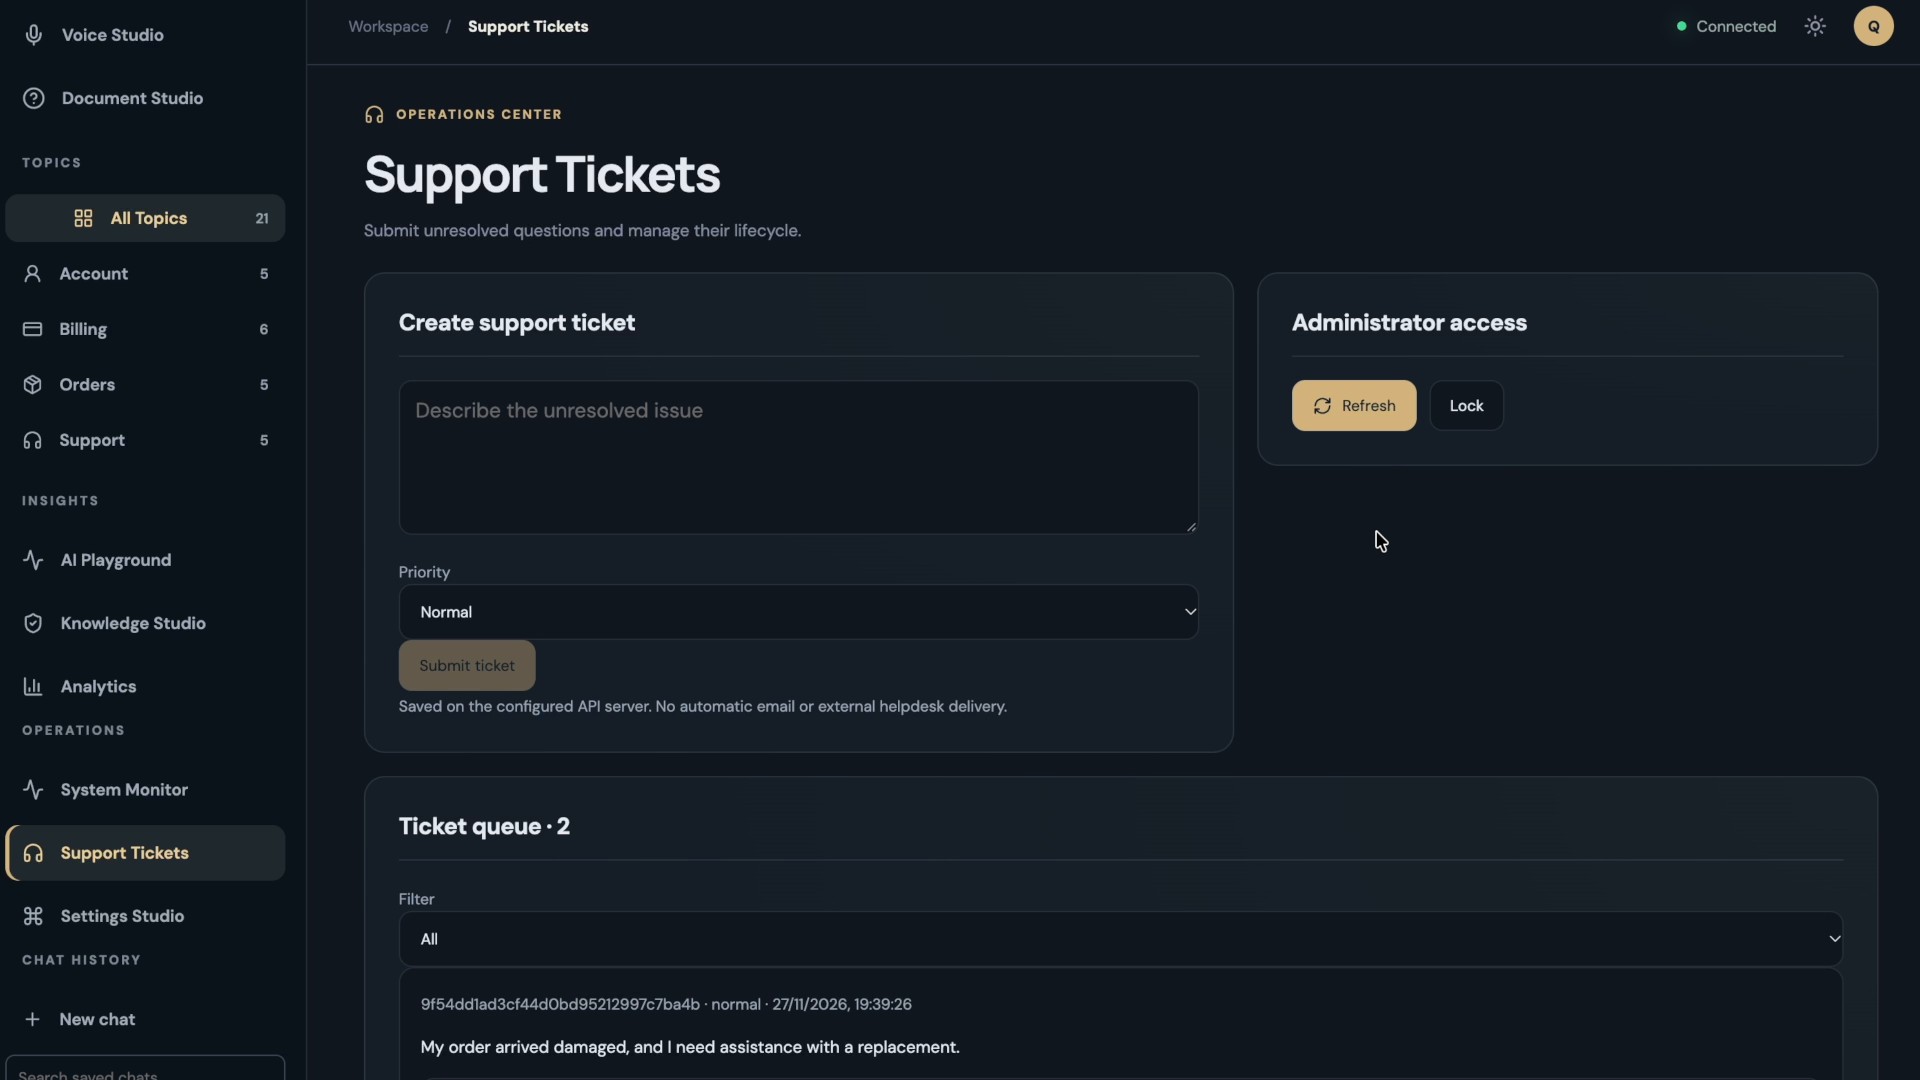 Voice Studio
Document Studio
TOPICS
All Topics 21
Account 5
Billing 6
Orders 5
Support 5
INSIGHTS
AI Playground
Knowledge Studio
Analytics
OPERATIONS
System Monitor
Support Tickets
Settings Studio
CHAT HISTORY
New chat
Search saved chats
Workspace / Support Tickets
Connected
Q
OPERATIONS CENTER
Support Tickets
Submit unresolved questions and manage their lifecycle.
Create support ticket
Describe the unresolved issue
Priority
Normal
Submit ticket
Saved on the configured API server. No automatic email or external helpdesk delivery.
Administrator access
Refresh
Lock
Ticket queue · 2
Filter
All
9f54dd1ad3cf44d0bd95212997c7ba4b · normal · 27/11/2026, 19:39:26
My order arrived damaged, and I need assistance with a replacement.